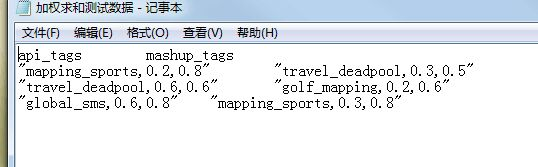 加权求和测试数据 - 记事本
文件(F) 编辑(E) 格式(O) 查看(V) 帮助(H)
api_tags mashup_tags
"mapping_sports,0.2,0.8" "travel_deadpool,0.3,0.5"
"travel_deadpool,0.6,0.6" "golf_mapping,0.2,0.6"
"global_sms,0.6,0.8" "mapping_sports,0.3,0.8"